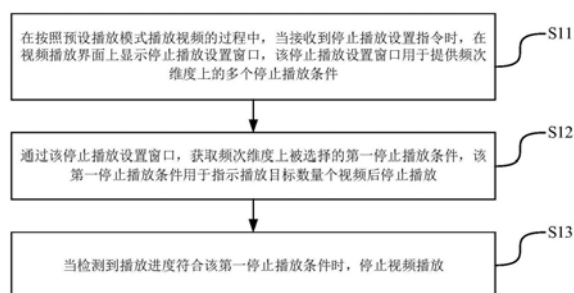 在按照预设播放模式播放视频的过程中，当接收到停止播放设置指令时，在
视频播放界面上显示停止播放设置窗口，该停止播放设置窗口用于提供频次
维度上的多个停止播放条件
S11
通过该停止播放设置窗口，获取频次维度上被选择的第一停止播放条件，该
第一停止播放条件用于指示播放目标数量个视频后停止播放
S12
当检测到播放进度符合该第一停止播放条件时，停止视频播放
S13